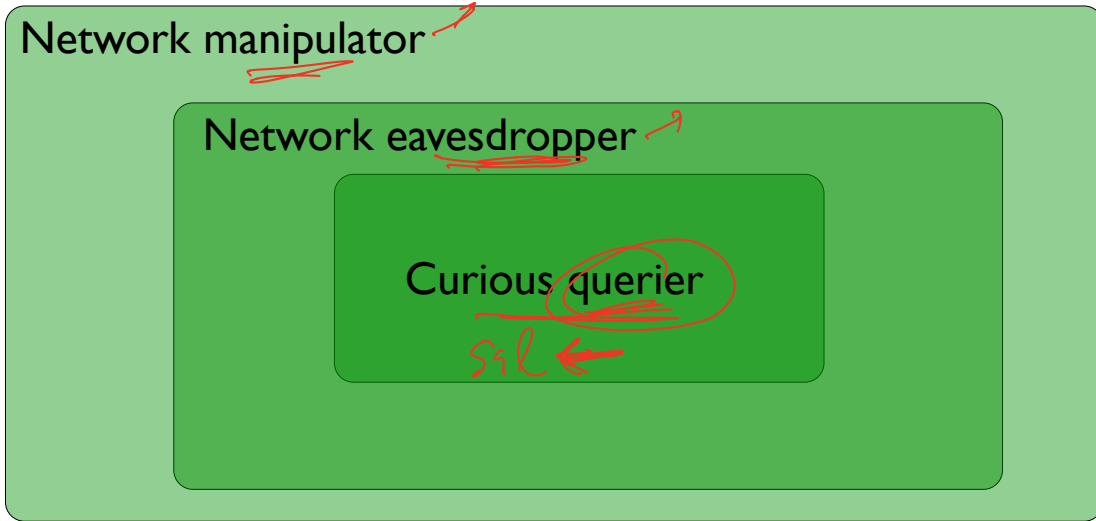 Network manipulator
Network eavesdropper
Curious querier
sql